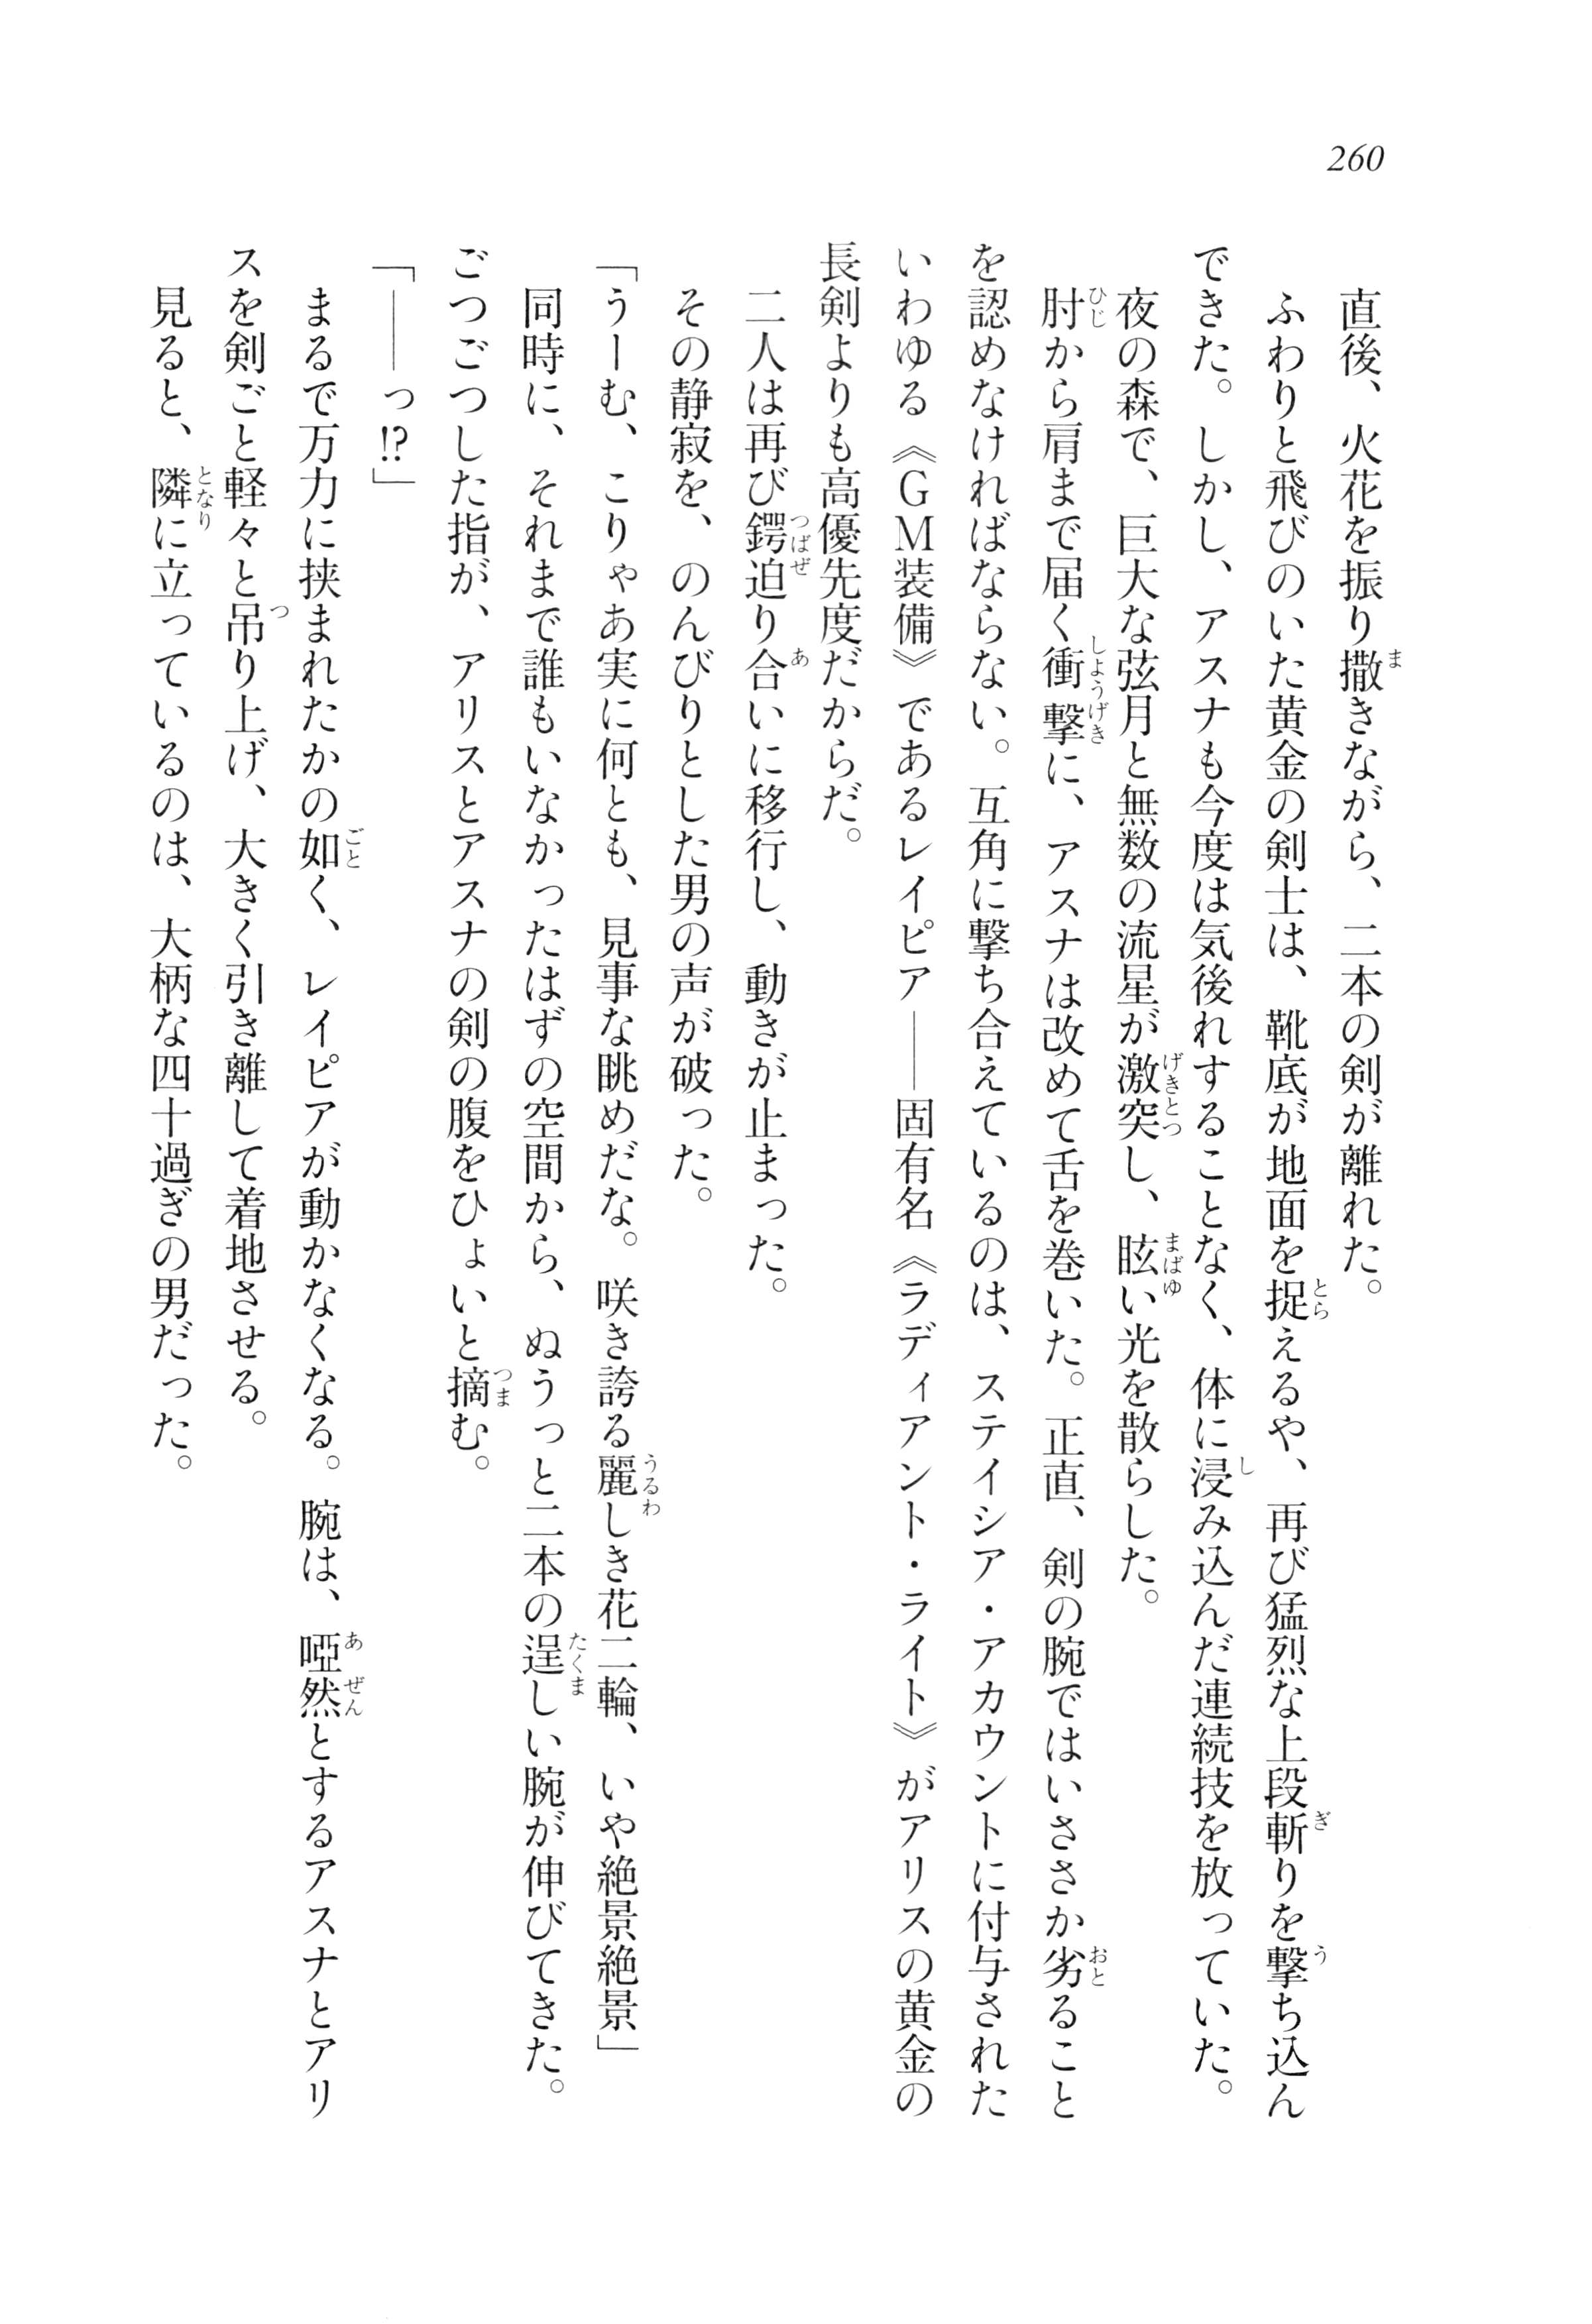 260
直後、火花を振り撒きながら、二本の剣が離れた。
ふわりと飛びのいた黄金の剣士は、靴底が地面を捉えるや、再び猛烈な上段斬りを撃ち込ん
できた。しかし、アスナも今度は気後れすることなく、体に浸み込んだ連続技を放っていた。
夜の森で、巨大な弦月と無数の流星が激突し、眩い光を散らした。
肘から肩まで届く衝撃に、アスナは改めて舌を巻いた。正直、剣の腕ではいささか劣ること
を認めなければならない。互角に撃ち合えているのは、ステイシア・アカウントに付与された
いわゆる《GM装備》であるレイピア——固有名《ラディアント・ライト》がアリスの黄金の
長剣よりも高優先度だからだ。
二人は再び鍔迫り合いに移行し、動きが止まった。
その静寂を、のんびりとした男の声が破った。
「うーむ、こりゃあ実に何とも、見事な眺めだな。咲き誇る麗しき花二輪、いや絶景絶景」
同時に、それまで誰もいなかったはずの空間から、ぬうっと二本の逞しい腕が伸びてきた。
ごつごつした指が、アリスとアスナの剣の腹をひょいと摘む。
「——っ!?」
まるで万力に挟まれたかの如く、レイピアが動かなくなる。腕は、啞然とするアスナとアリ
スを剣ごと軽々と吊り上げ、大きく引き離して着地させる。
見ると、隣に立っているのは、大柄な四十過ぎの男だった。